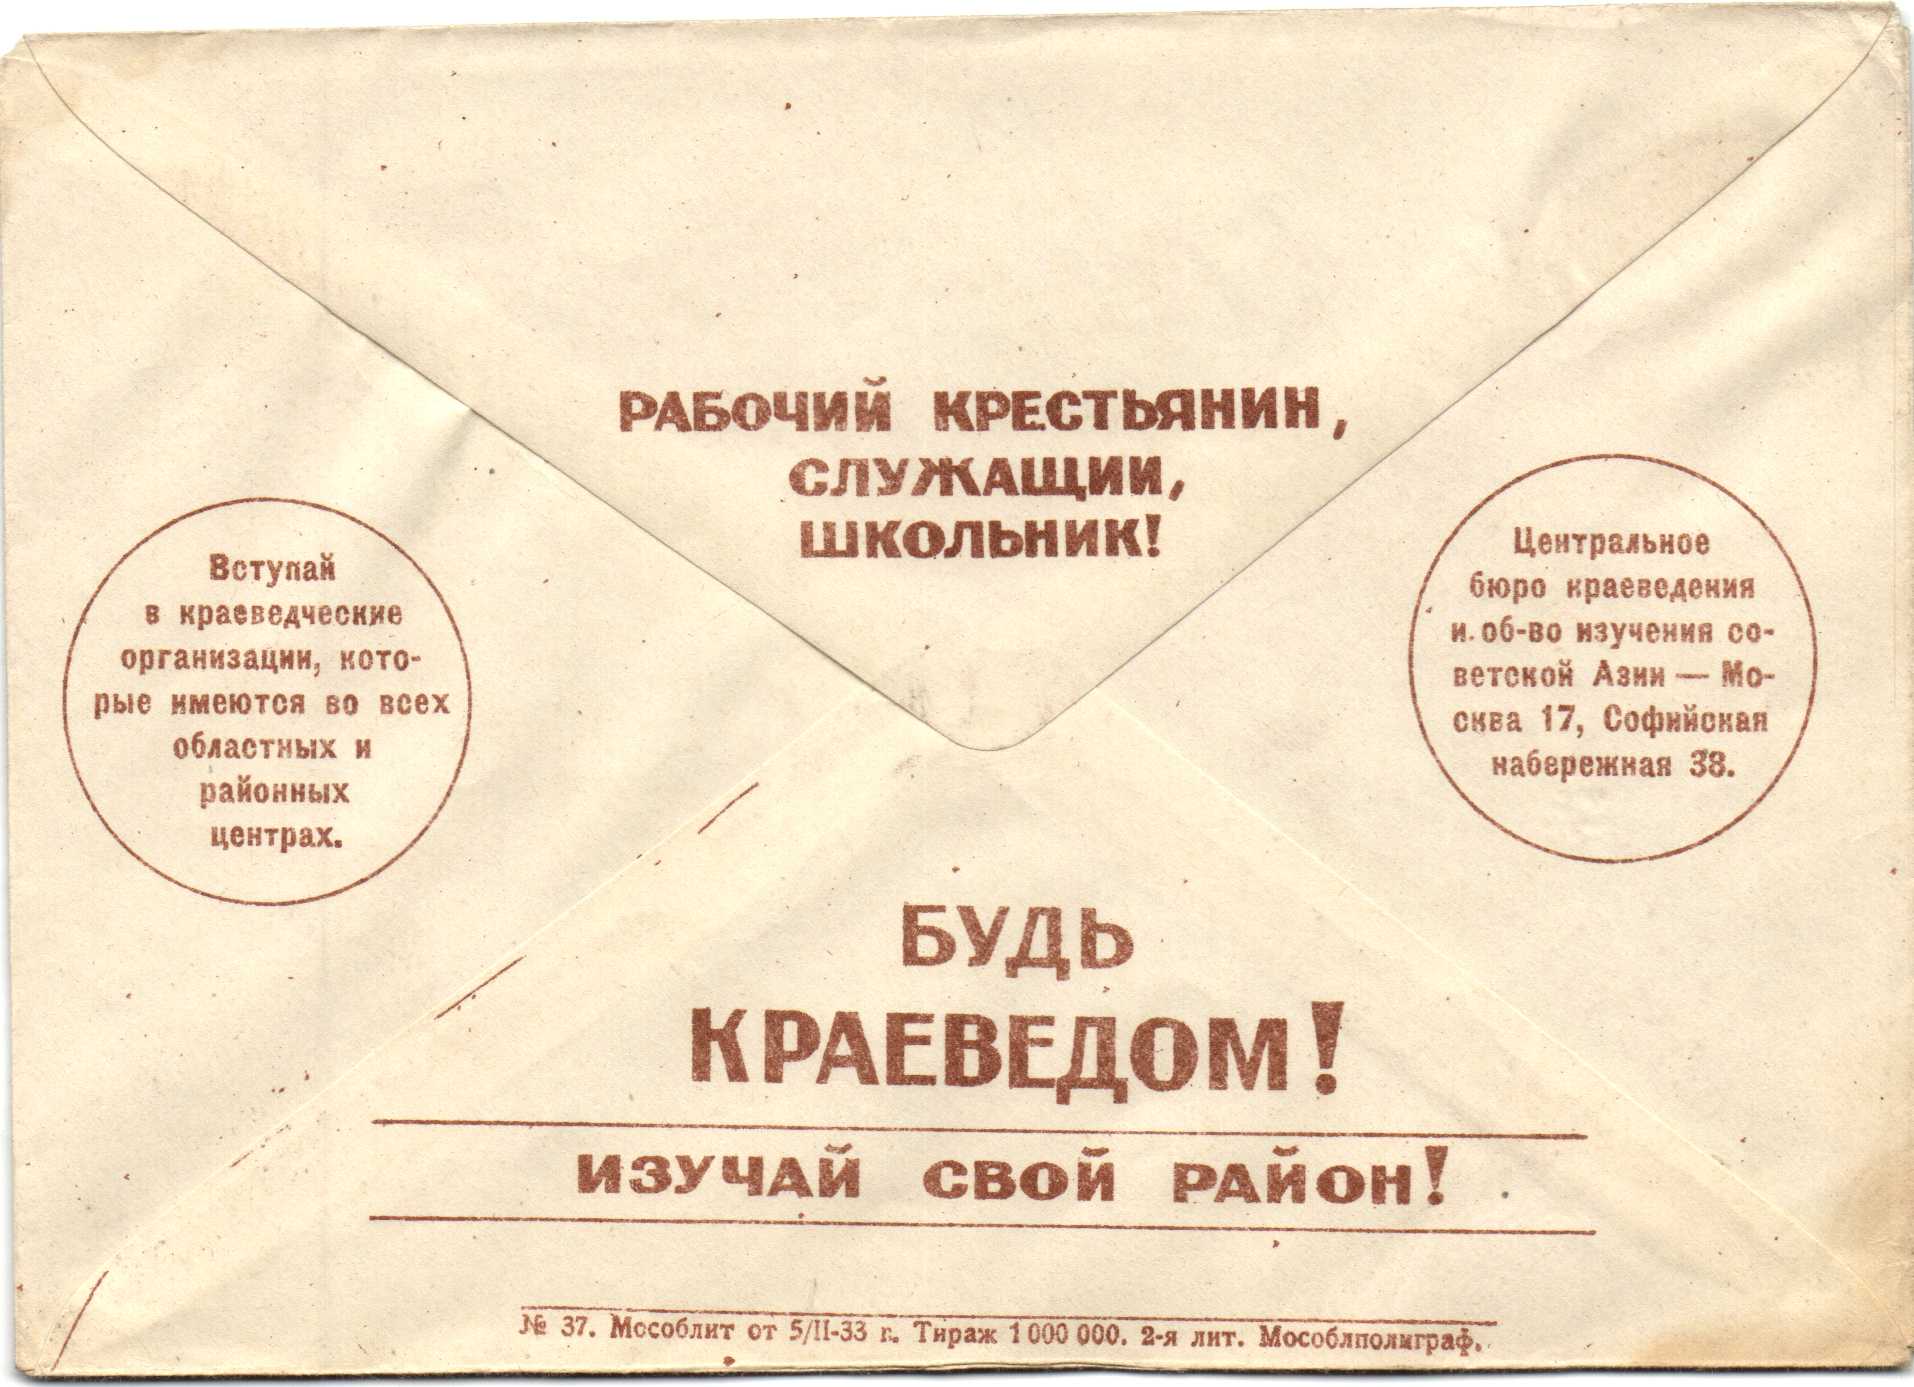 РАБОЧИЙ КРЕСТЬЯНИН,
СЛУЖАЩИИ,
ШКОЛЬНИК!
Вступай
в краеведческие
организации, кото-
рые имеются во всех
областных и
районных
центрах.
Центральное
бюро краеведения
и. об-во изучения со-
ветской Азии — Мо-
сква 17, Софийская
набережная 38.
БУДЬ
КРАЕВЕДОМ!
ИЗУЧАЙ СВОЙ РАЙОН!
№ 37. Мособлит от 5/II-33 г. Тираж 1 000 000. 2-я лит. Мособлполиграф.